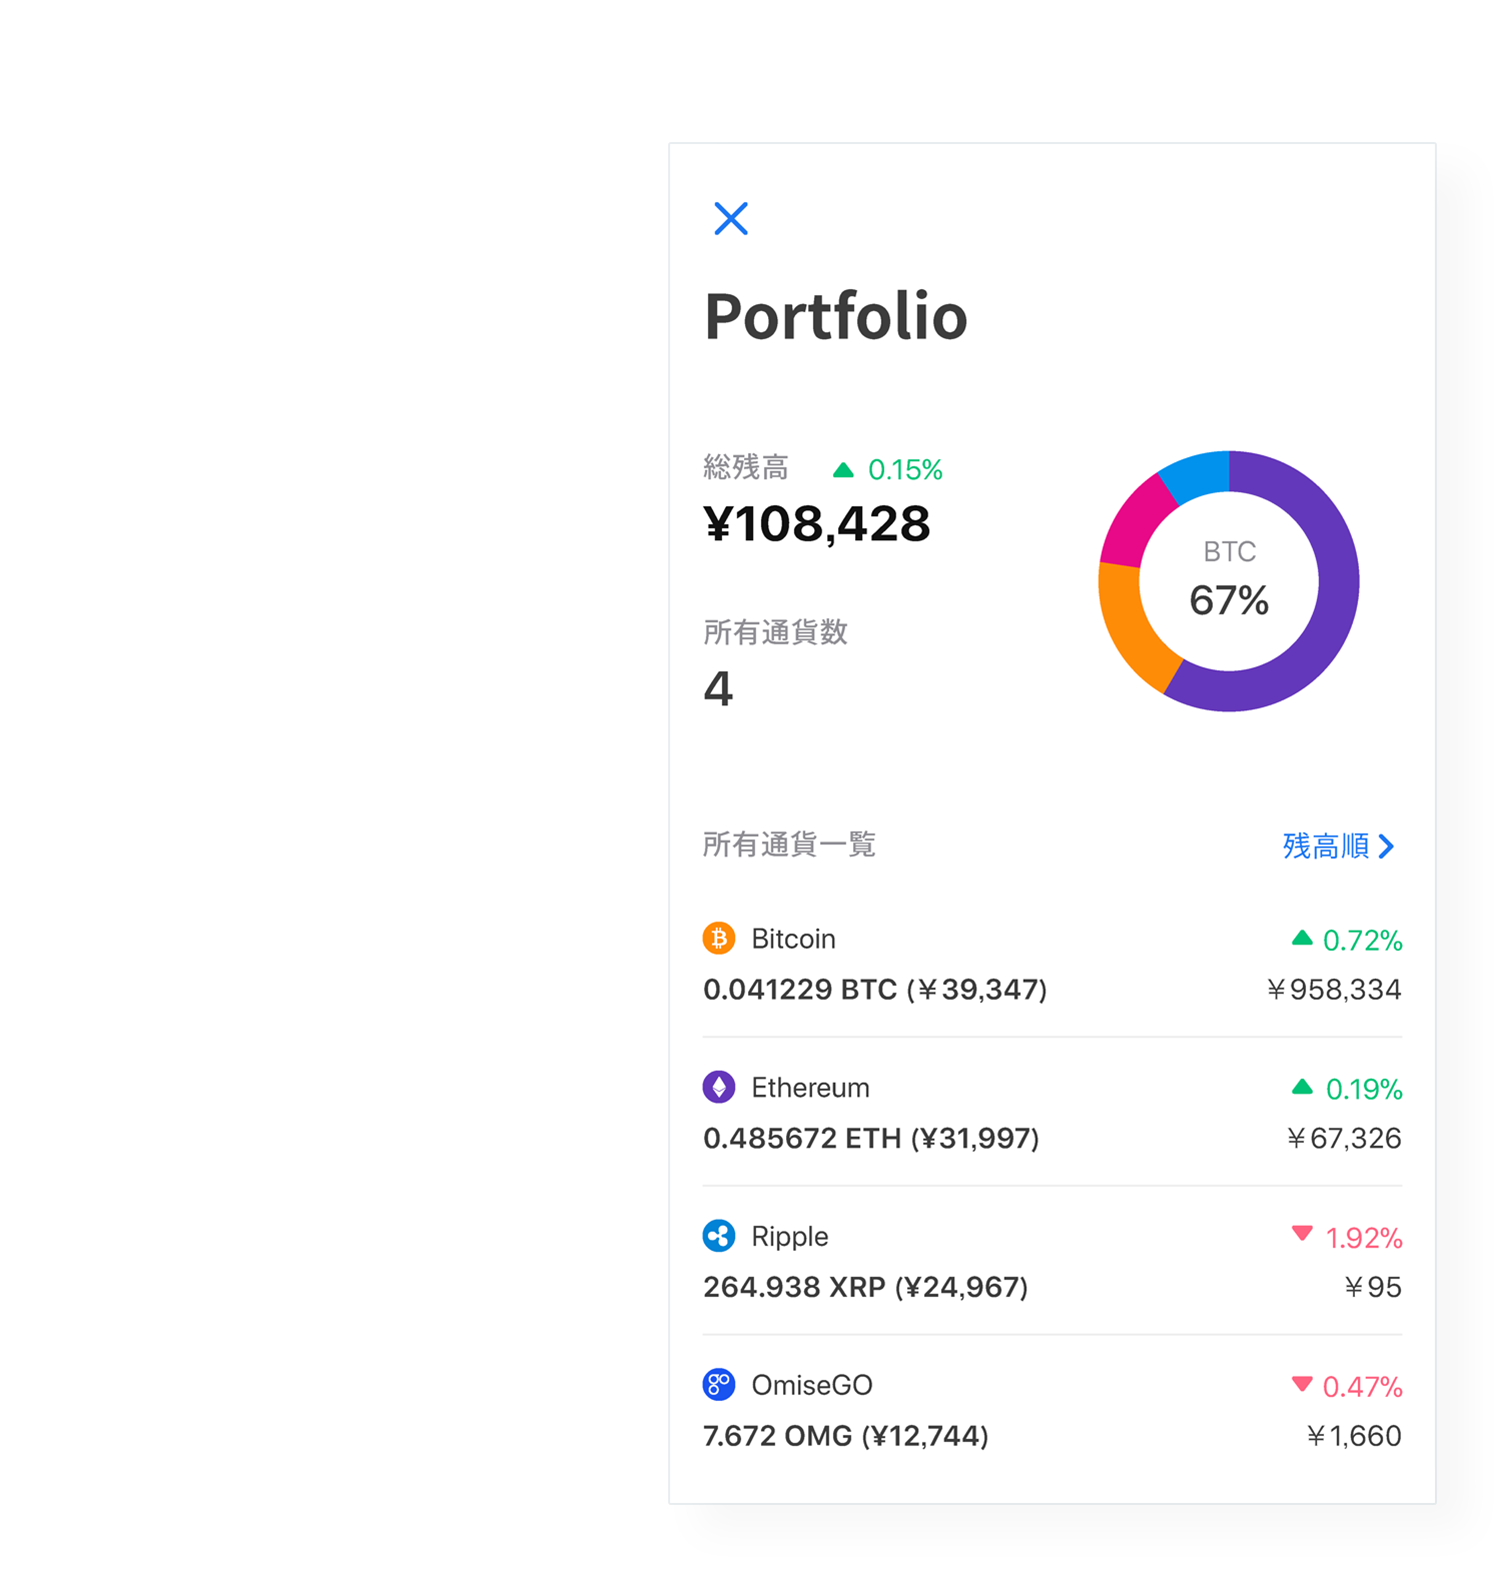 Portfolio
総残高 ▲ 0.15%
¥108,428
所有通貨数
4
BTC
67%
所有通貨一覧 残高順
Bitcoin ▲ 0.72%
0.041229 BTC (¥39,347) ¥958,334
Ethereum ▲ 0.19%
0.485672 ETH (¥31,997) ¥67,326
Ripple ▼ 1.92%
264.938 XRP (¥24,967) ¥95
OmiseGO ▼ 0.47%
7.672 OMG (¥12,744) ¥1,660